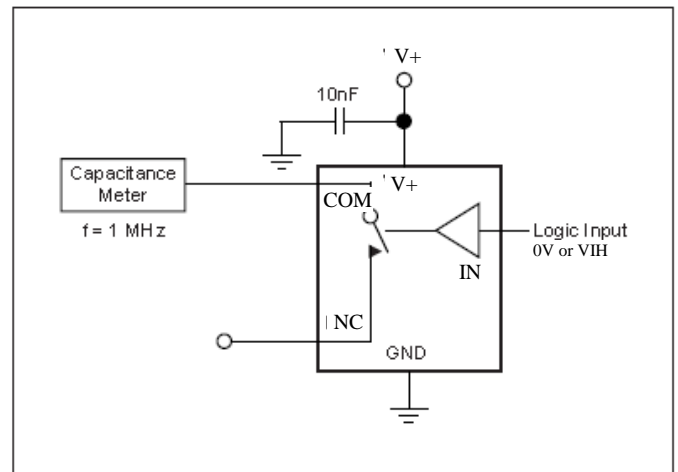 ' V+
10nF
Capacitance
Meter
f = 1 MHz
' V+
COM
Logic Input
0V or VIH
IN
NC
GND